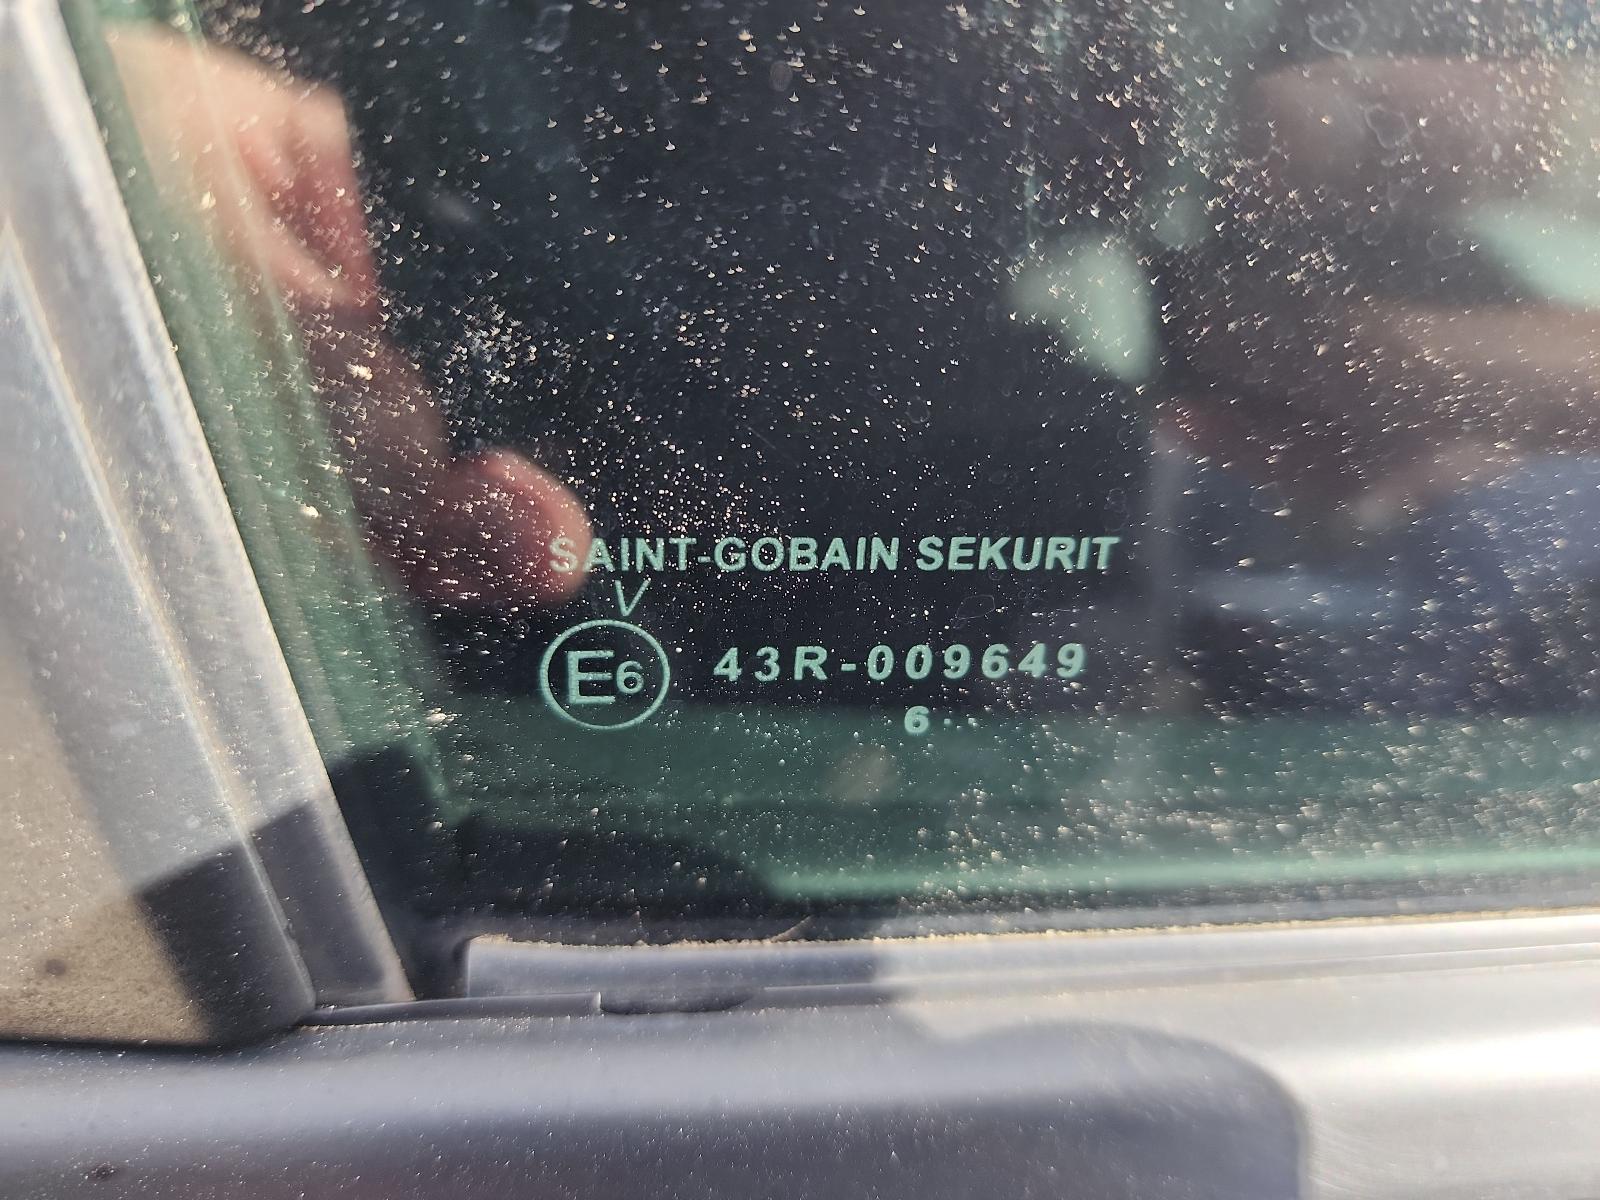 SAINT-GOBAIN SEKURIT
V
E6 43R-009649
6··